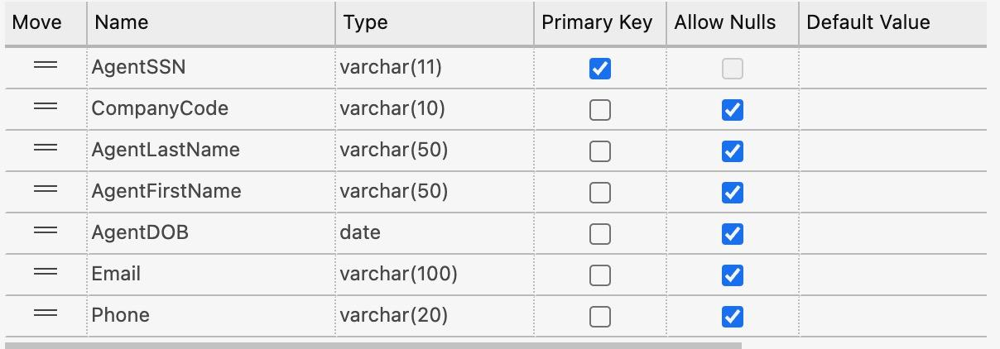 Move Name Type Primary Key Allow Nulls Default Value
AgentSSN varchar(11)
CompanyCode varchar(10)
AgentLastName varchar(50)
AgentFirstName varchar(50)
AgentDOB date
Email varchar(100)
Phone varchar(20)